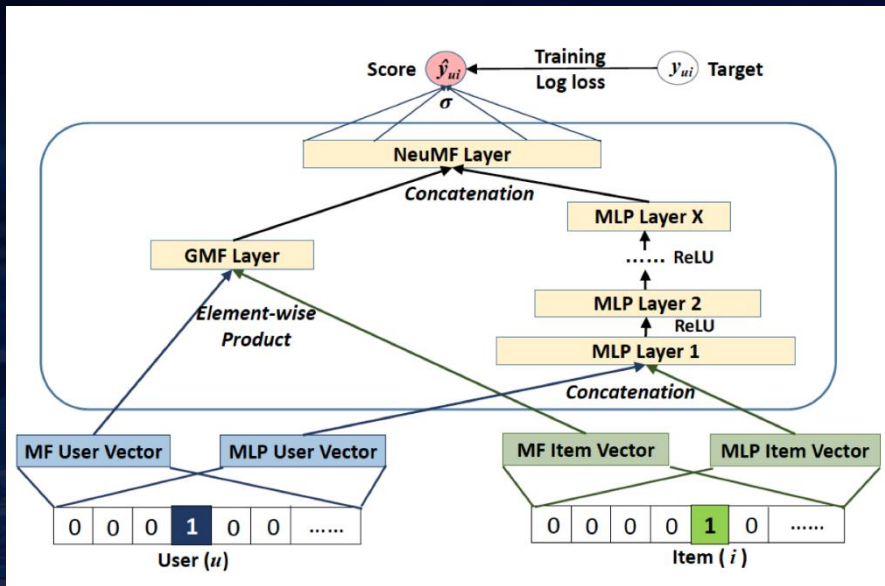 Training
Score ŷui yui Target
Log loss
σ
NeuMF Layer
Concatenation
MLP Layer X
GMF Layer
...... ReLU
Element-wise
Product
MLP Layer 2
ReLU
MLP Layer 1
Concatenation
MF User Vector MLP User Vector MF Item Vector MLP Item Vector
0 0 0 1 0 0 ...... 0 0 0 0 1 0 ......
User (u) Item ( i )